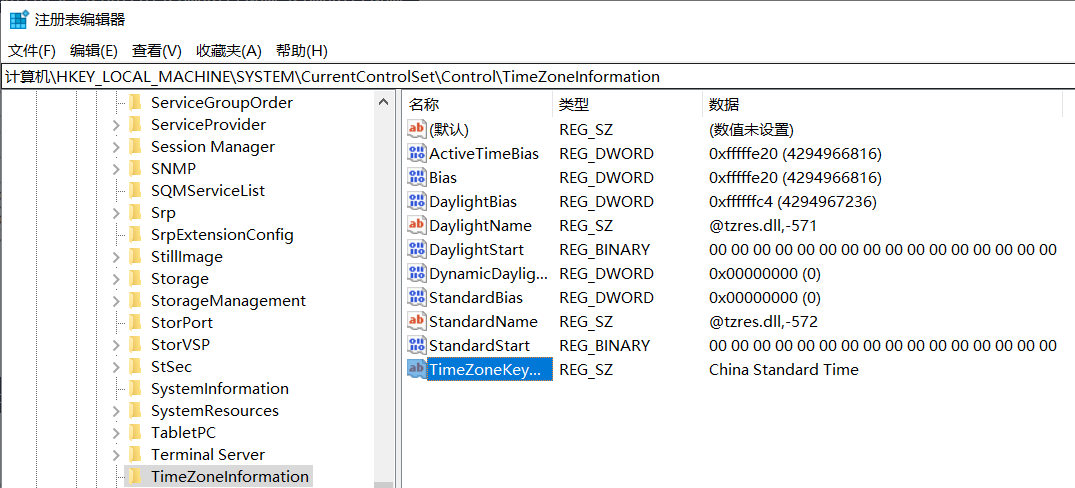 注册表编辑器
文件(F) 编辑(E) 查看(V) 收藏夹(A) 帮助(H)
计算机\HKEY_LOCAL_MACHINE\SYSTEM\CurrentControlSet\Control\TimeZoneInformation
ServiceGroupOrder
ServiceProvider
Session Manager
SNMP
SQMServiceList
Srp
SrpExtensionConfig
StillImage
Storage
StorageManagement
StorPort
StorVSP
StSec
SystemInformation
SystemResources
TabletPC
Terminal Server
TimeZoneInformation
名称 类型 数据
(默认) REG_SZ (数值未设置)
ActiveTimeBias REG_DWORD 0xfffffe20 (4294966816)
Bias REG_DWORD 0xfffffe20 (4294966816)
DaylightBias REG_DWORD 0xffffffc4 (4294967236)
DaylightName REG_SZ @tzres.dll,-571
DaylightStart REG_BINARY 00 00 00 00 00 00 00 00 00 00 00 00 00 00 00 00
DynamicDaylig... REG_DWORD 0x00000000 (0)
StandardBias REG_DWORD 0x00000000 (0)
StandardName REG_SZ @tzres.dll,-572
StandardStart REG_BINARY 00 00 00 00 00 00 00 00 00 00 00 00 00 00 00 00
TimeZoneKey... REG_SZ China Standard Time